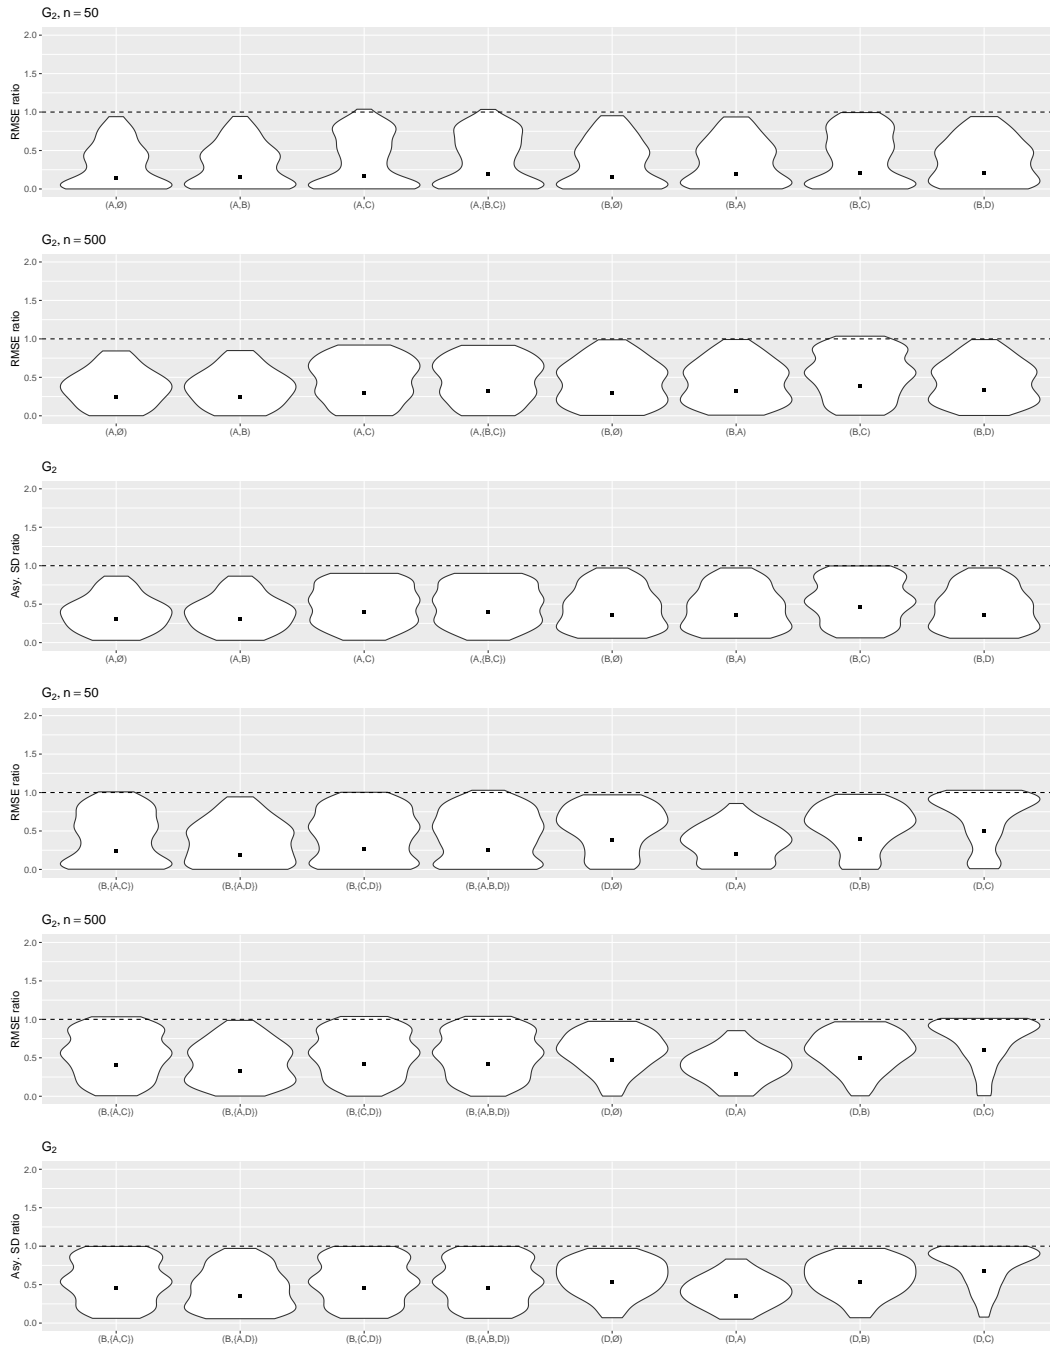 G₂, n = 50
2.0
1.5
1.0
0.5
0.0
RMSE ratio
(A,Ø) (A,B) (A,C) (A,{B,C}) (B,Ø) (B,A) (B,C) (B,D)
G₂, n = 500
2.0
1.5
1.0
0.5
0.0
RMSE ratio
(A,Ø) (A,B) (A,C) (A,{B,C}) (B,Ø) (B,A) (B,C) (B,D)
G₂
2.0
1.5
1.0
0.5
0.0
Asy. SD ratio
(A,Ø) (A,B) (A,C) (A,{B,C}) (B,Ø) (B,A) (B,C) (B,D)
G₂, n = 50
2.0
1.5
1.0
0.5
0.0
RMSE ratio
(B,{A,C}) (B,{A,D}) (B,{C,D}) (B,{A,B,D}) (D,Ø) (D,A) (D,B) (D,C)
G₂, n = 500
2.0
1.5
1.0
0.5
0.0
RMSE ratio
(B,{A,C}) (B,{A,D}) (B,{C,D}) (B,{A,B,D}) (D,Ø) (D,A) (D,B) (D,C)
G₂
2.0
1.5
1.0
0.5
0.0
Asy. SD ratio
(B,{A,C}) (B,{A,D}) (B,{C,D}) (B,{A,B,D}) (D,Ø) (D,A) (D,B) (D,C)